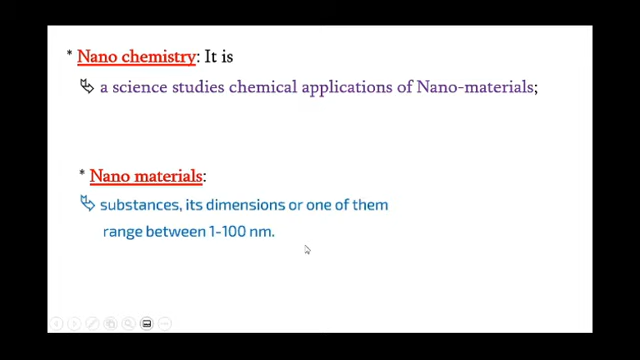 * Nano chemistry: It is
a science studies chemical applications of Nano-materials;
* Nano materials:
substances, its dimensions or one of them
range between 1-100 nm.